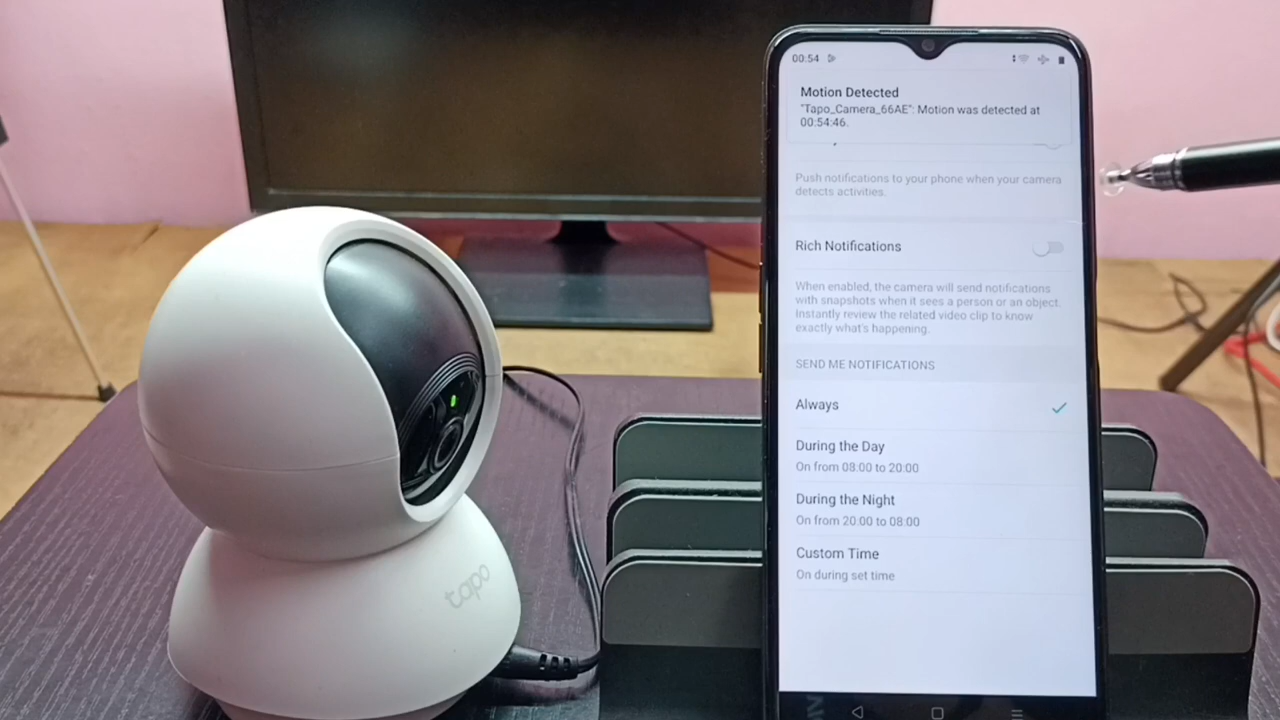 00:54
Motion Detected
"Tapo_Camera_66AE": Motion was detected at
00:54:46.
Push notifications to your phone when your camera
detects activities.
Rich Notifications
When enabled, the camera will send notifications
with snapshots when it sees a person or an object.
Instantly review the related video clip to know
exactly what's happening.
SEND ME NOTIFICATIONS
Always
During the Day
On from 08:00 to 20:00
During the Night
On from 20:00 to 08:00
Custom Time
On during set time
tapo